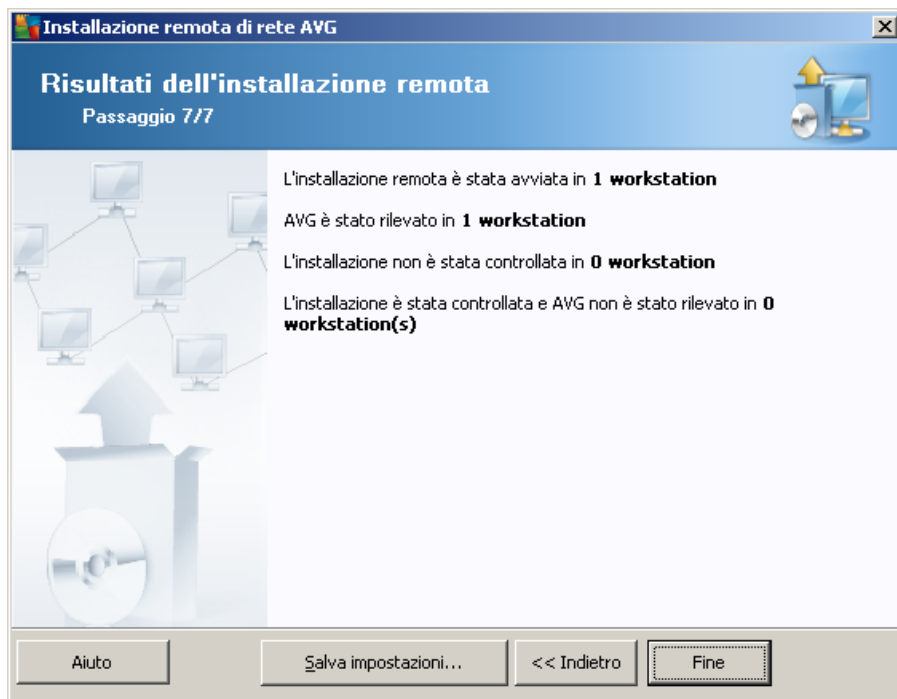 Installazione remota di rete AVG
Risultati dell'installazione remota
Passaggio 7/7
L'installazione remota è stata avviata in 1 workstation
AVG è stato rilevato in 1 workstation
L'installazione non è stata controllata in 0 workstation
L'installazione è stata controllata e AVG non è stato rilevato in 0
workstation(s)
Aiuto
Salva impostazioni...
<< Indietro
Fine